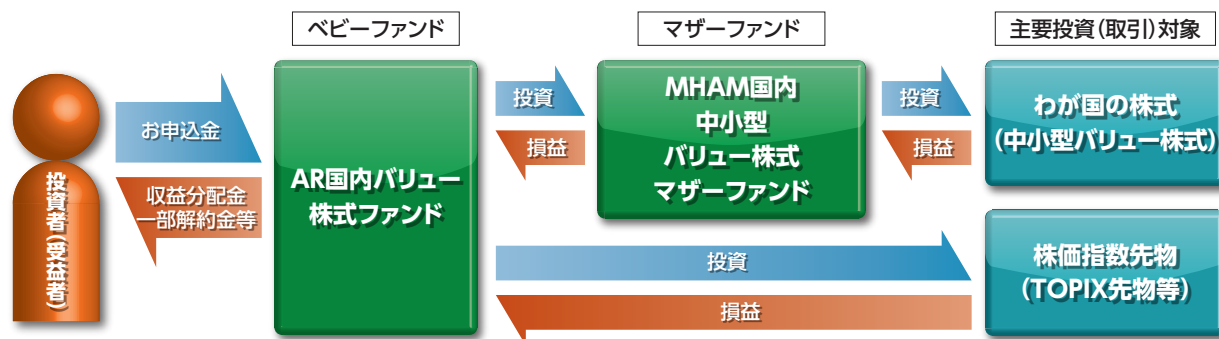 ベビーファンド
マザーファンド
主要投資(取引)対象
投資者(受益者)
お申込金
収益分配金
一部解約金等
AR国内バリュー
株式ファンド
投資
損益
MHAM国内
中小型
バリュー株式
マザーファンド
投資
損益
わが国の株式
(中小型バリュー株式)
投資
損益
株価指数先物
(TOPIX先物等)